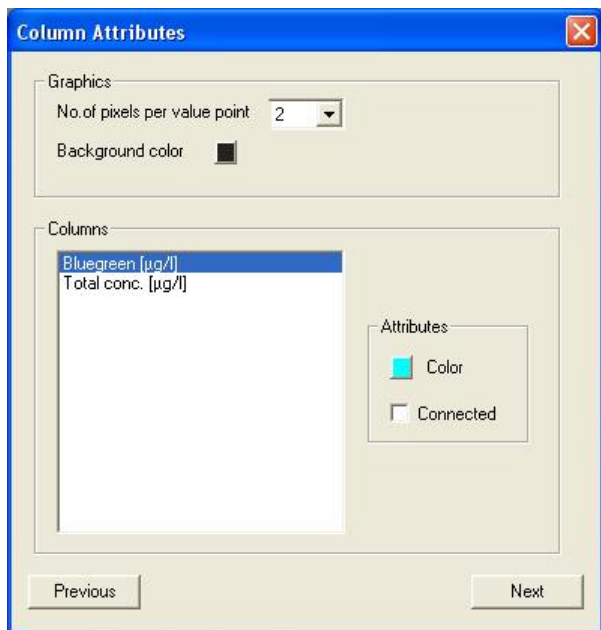 Column Attributes
Graphics
No.of pixels per value point 2
Background color
Columns
Bluegreen [µg/l]
Total conc. [µg/l]
Attributes
Color
Connected
Previous Next